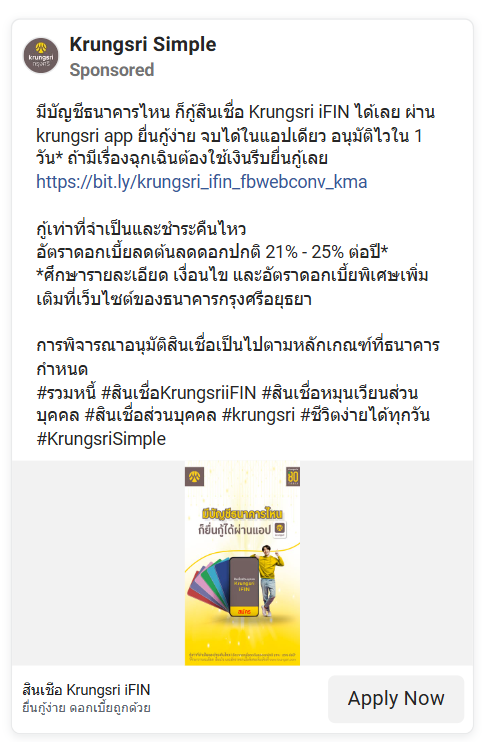 Krungsri Simple
Sponsored
krungsri
กรุงศรี
มีบัญชีธนาคารไหน ก็กู้สินเชื่อ Krungsri iFIN ได้เลย ผ่าน
krungsri app ยื่นกู้ง่าย จบได้ในแอปเดียว อนุมัติไวใน 1
วัน* ถ้ามีเรื่องฉุกเฉินต้องใช้เงินรีบยื่นกู้เลย
https://bit.ly/krungsri_ifin_fbwebconv_kma
กู้เท่าที่จำเป็นและชำระคืนไหว
อัตราดอกเบี้ยลดต้นลดดอกปกติ 21% - 25% ต่อปี*
*ศึกษารายละเอียด เงื่อนไข และอัตราดอกเบี้ยพิเศษเพิ่ม
เติมที่เว็บไซต์ของธนาคารกรุงศรีอยุธยา
การพิจารณาอนุมัติสินเชื่อเป็นไปตามหลักเกณฑ์ที่ธนาคาร
กำหนด
#รวมหนี้ #สินเชื่อKrungsriiFIN #สินเชื่อหมุนเวียนส่วน
บุคคล #สินเชื่อส่วนบุคคล #krungsri #ชีวิตง่ายได้ทุกวัน
#KrungsriSimple
มีบัญชีธนาคารไหน
ก็ยื่นกู้ได้ผ่านแอป
Krungsri
iFIN
สมัคร
สินเชื่อ Krungsri iFIN
ยื่นกู้ง่าย ดอกเบี้ยถูกด้วย
Apply Now